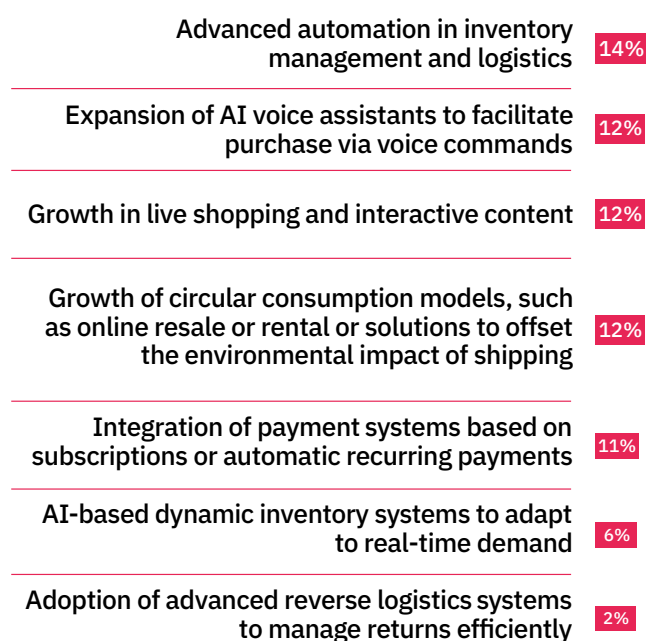 Advanced automation in inventory
management and logistics
14%
Expansion of AI voice assistants to facilitate
purchase via voice commands
12%
Growth in live shopping and interactive content
12%
Growth of circular consumption models, such
as online resale or rental or solutions to offset
the environmental impact of shipping
12%
Integration of payment systems based on
subscriptions or automatic recurring payments
11%
AI-based dynamic inventory systems to adapt
to real-time demand
6%
Adoption of advanced reverse logistics systems
to manage returns efficiently
2%